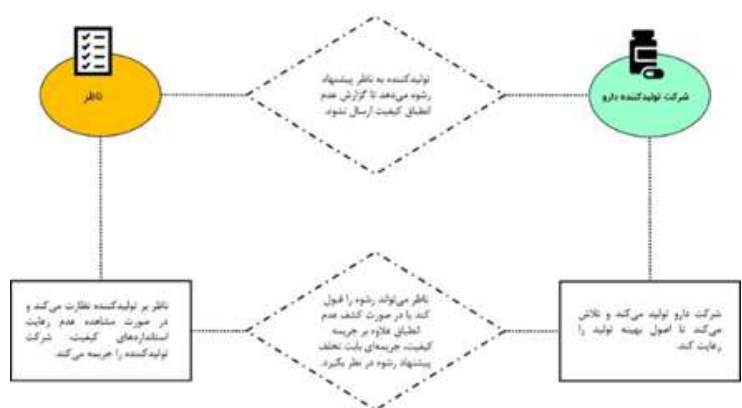 ناظر
تولیدکننده به ناظر پیشنهاد
رشوه می‌دهد تا گزارش عدم
انطباق کیفیت ارسال نشود.
شرکت تولیدکننده دارو
ناظر بر تولیدکننده نظارت می‌کند و
در صورت مشاهده عدم رعایت
استانداردهای کیفیت، شرکت
تولیدکننده را جریمه می‌کند.
ناظر می‌تواند رشوه را قبول
کند یا در صورت کشف عدم
انطباق علاوه بر جریمه
کیفیت، جریمه‌ای بابت تخلف
پیشنهاد رشوه در نظر بگیرد.
شرکت دارو تولید می‌کند و تلاش
می‌کند تا اصول بهینه تولید را
رعایت کند.